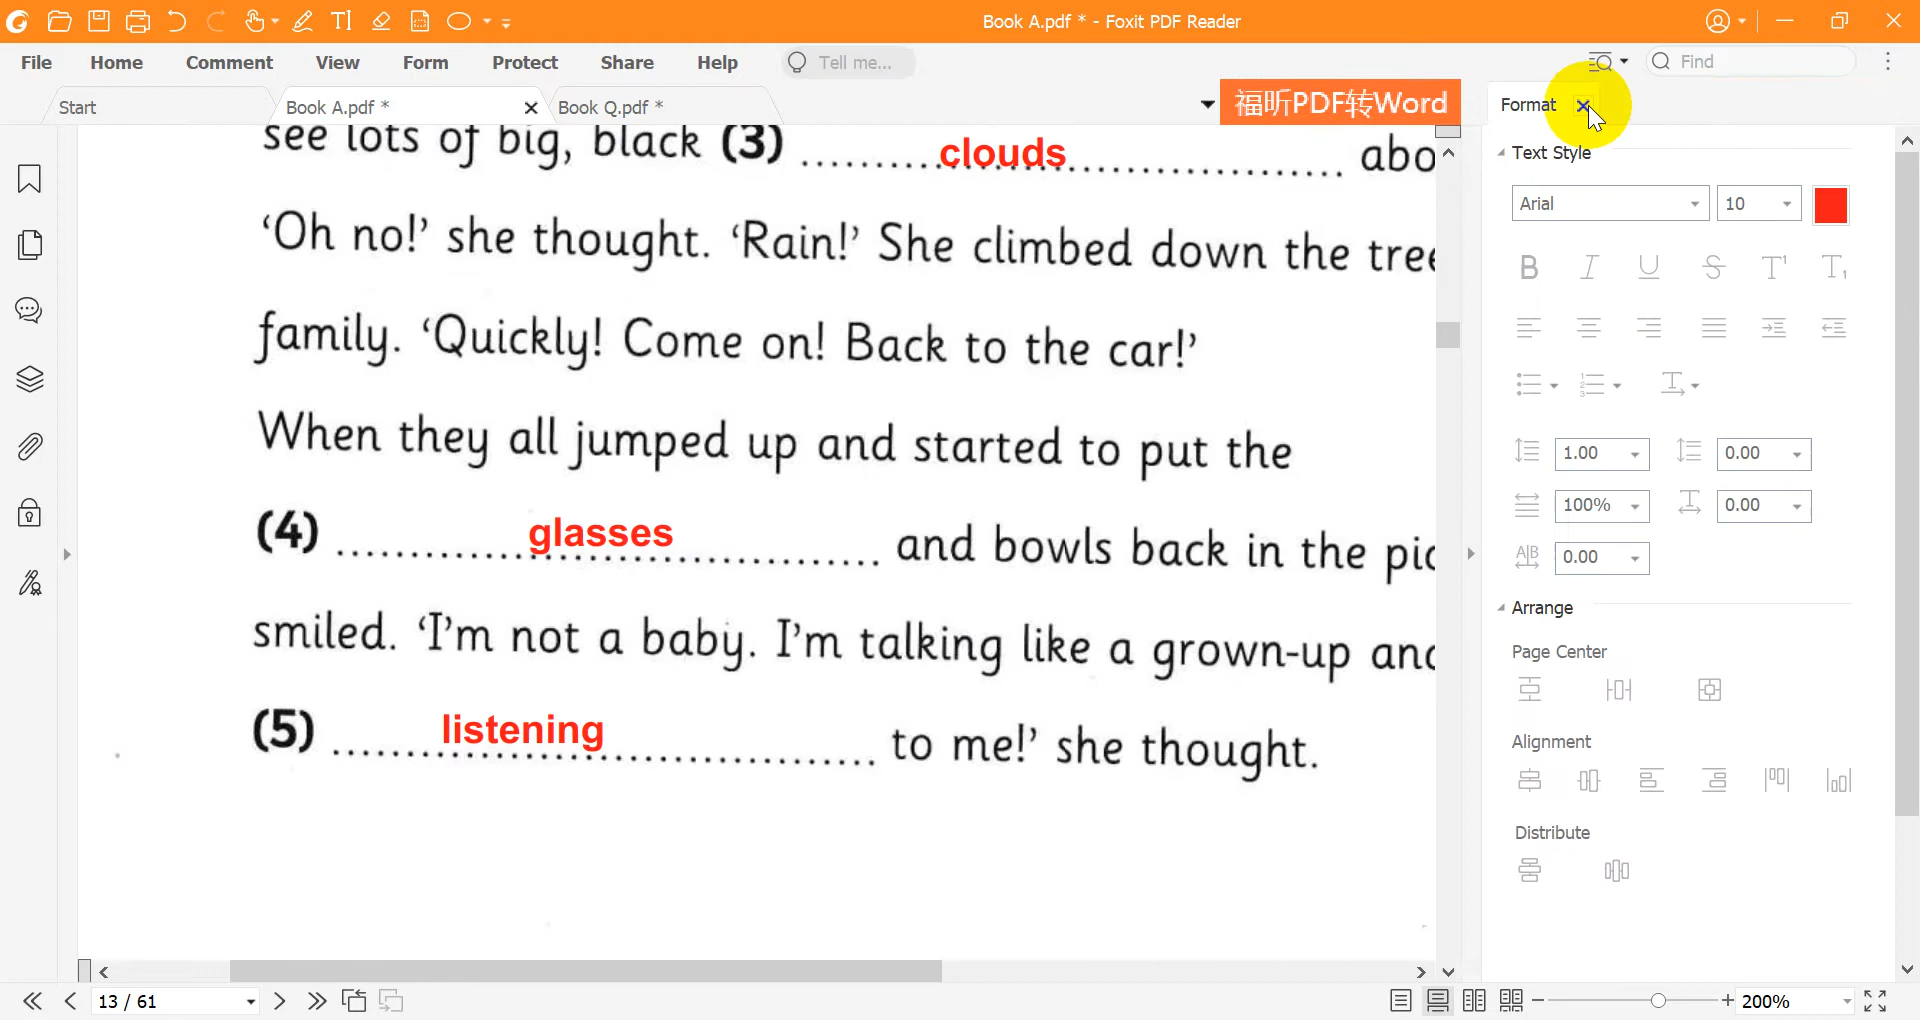 Book A.pdf * - Foxit PDF Reader
File Home Comment View Form Protect Share Help Tell me... Find
Start Book A.pdf * Book Q.pdf * 福昕PDF转Word Format
see lots of big, black (3) clouds abo
‘Oh no!’ she thought. ‘Rain!’ She climbed down the tree
family. ‘Quickly! Come on! Back to the car!’
When they all jumped up and started to put the
(4) glasses and bowls back in the pic
smiled. ‘I'm not a baby. I'm talking like a grown-up and
(5) listening to me!’ she thought.
Text Style
Arial 10
1.00 0.00
100% 0.00
0.00
Arrange
Page Center
Alignment
Distribute
13 / 61 200%